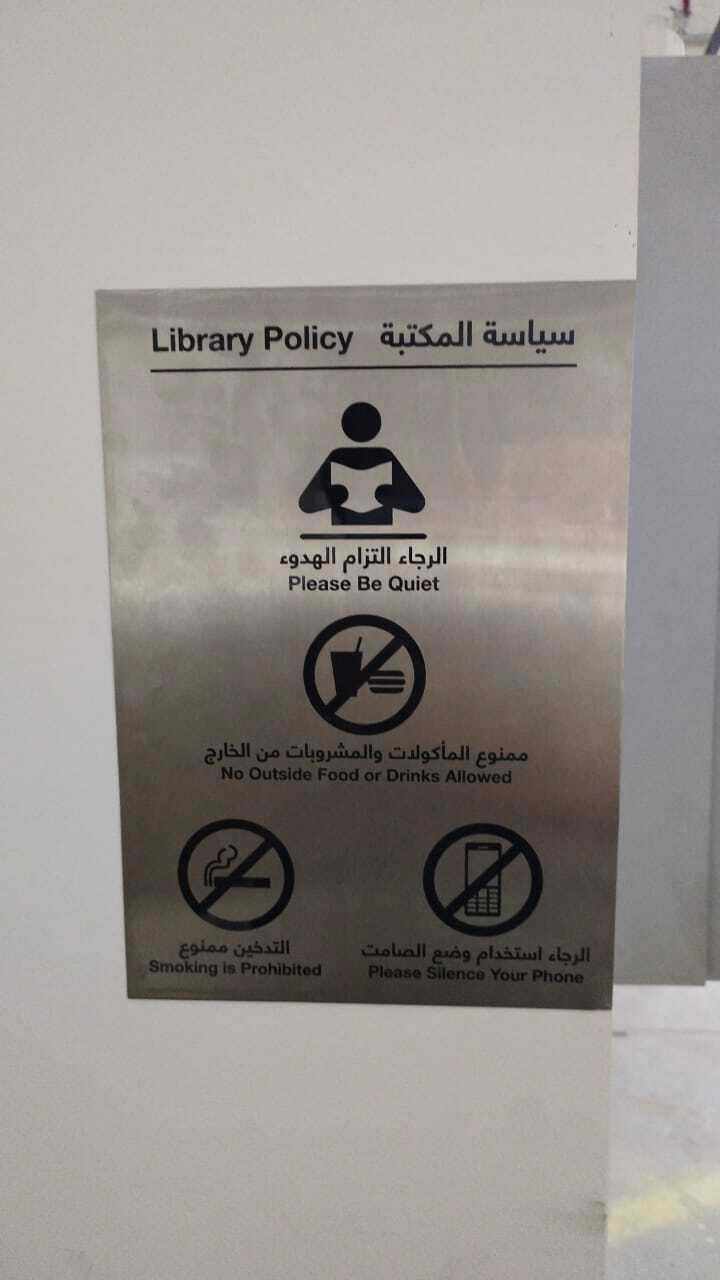 Library Policy سياسة المكتبة
الرجاء التزام الهدوء
Please Be Quiet
ممنوع المأكولات والمشروبات من الخارج
No Outside Food or Drinks Allowed
التدخين ممنوع
Smoking is Prohibited
الرجاء استخدام وضع الصامت
Please Silence Your Phone